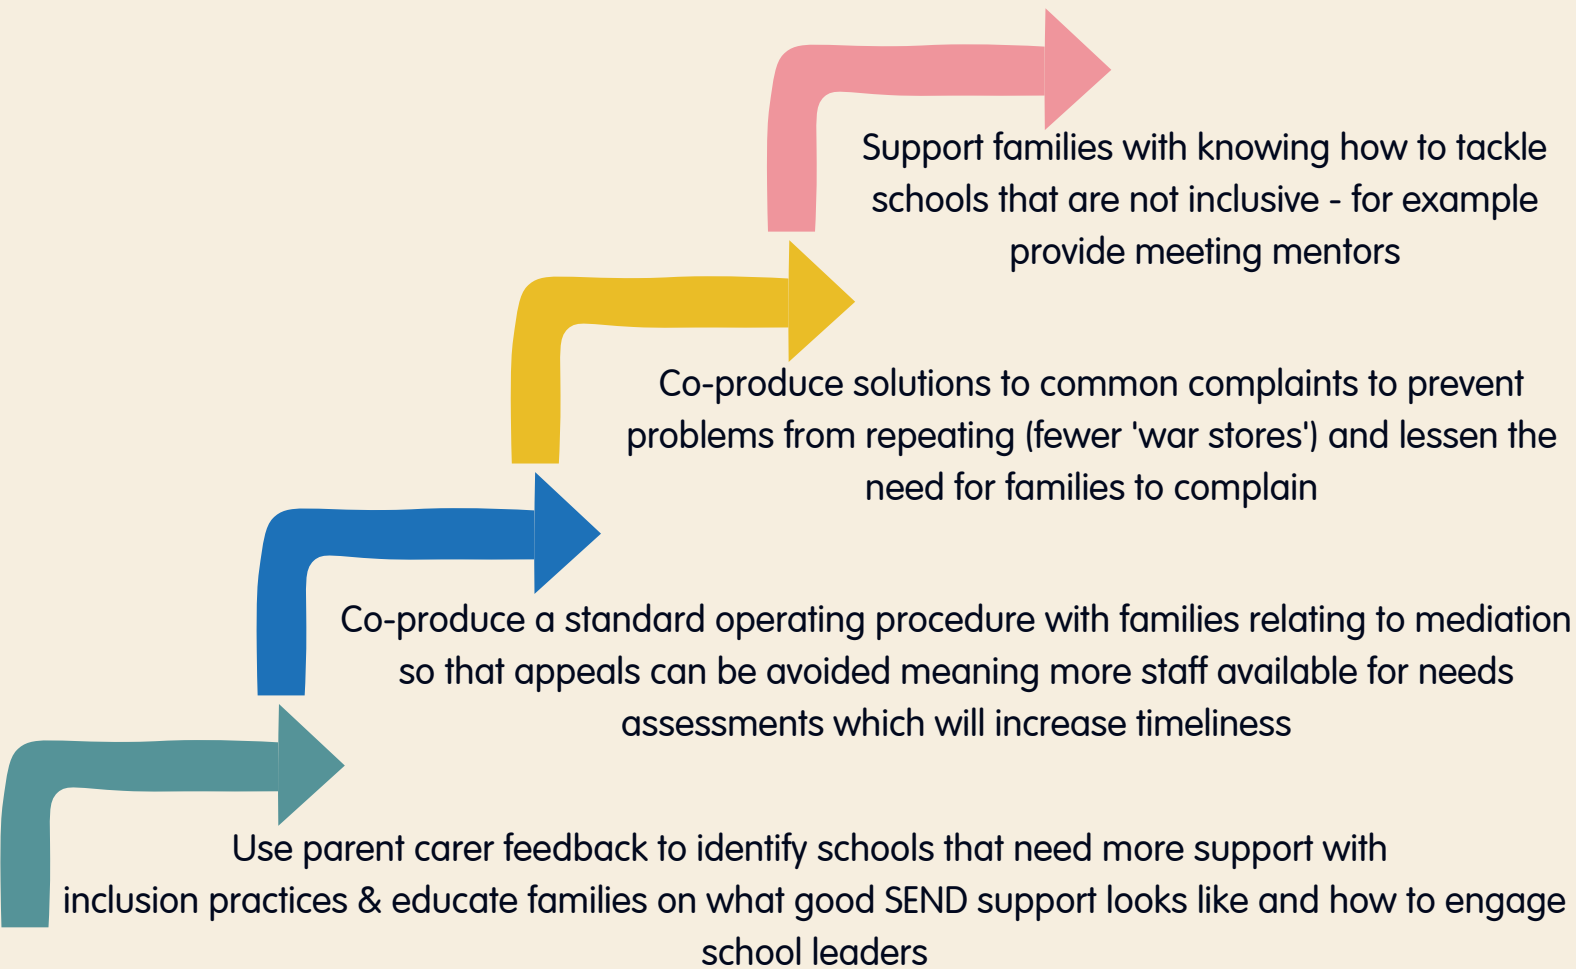 Support families with knowing how to tackle
schools that are not inclusive - for example
provide meeting mentors
Co-produce solutions to common complaints to prevent
problems from repeating (fewer 'war stores') and lessen the
need for families to complain
Co-produce a standard operating procedure with families relating to mediation
so that appeals can be avoided meaning more staff available for needs
assessments which will increase timeliness
Use parent carer feedback to identify schools that need more support with
inclusion practices & educate families on what good SEND support looks like and how to engage
school leaders